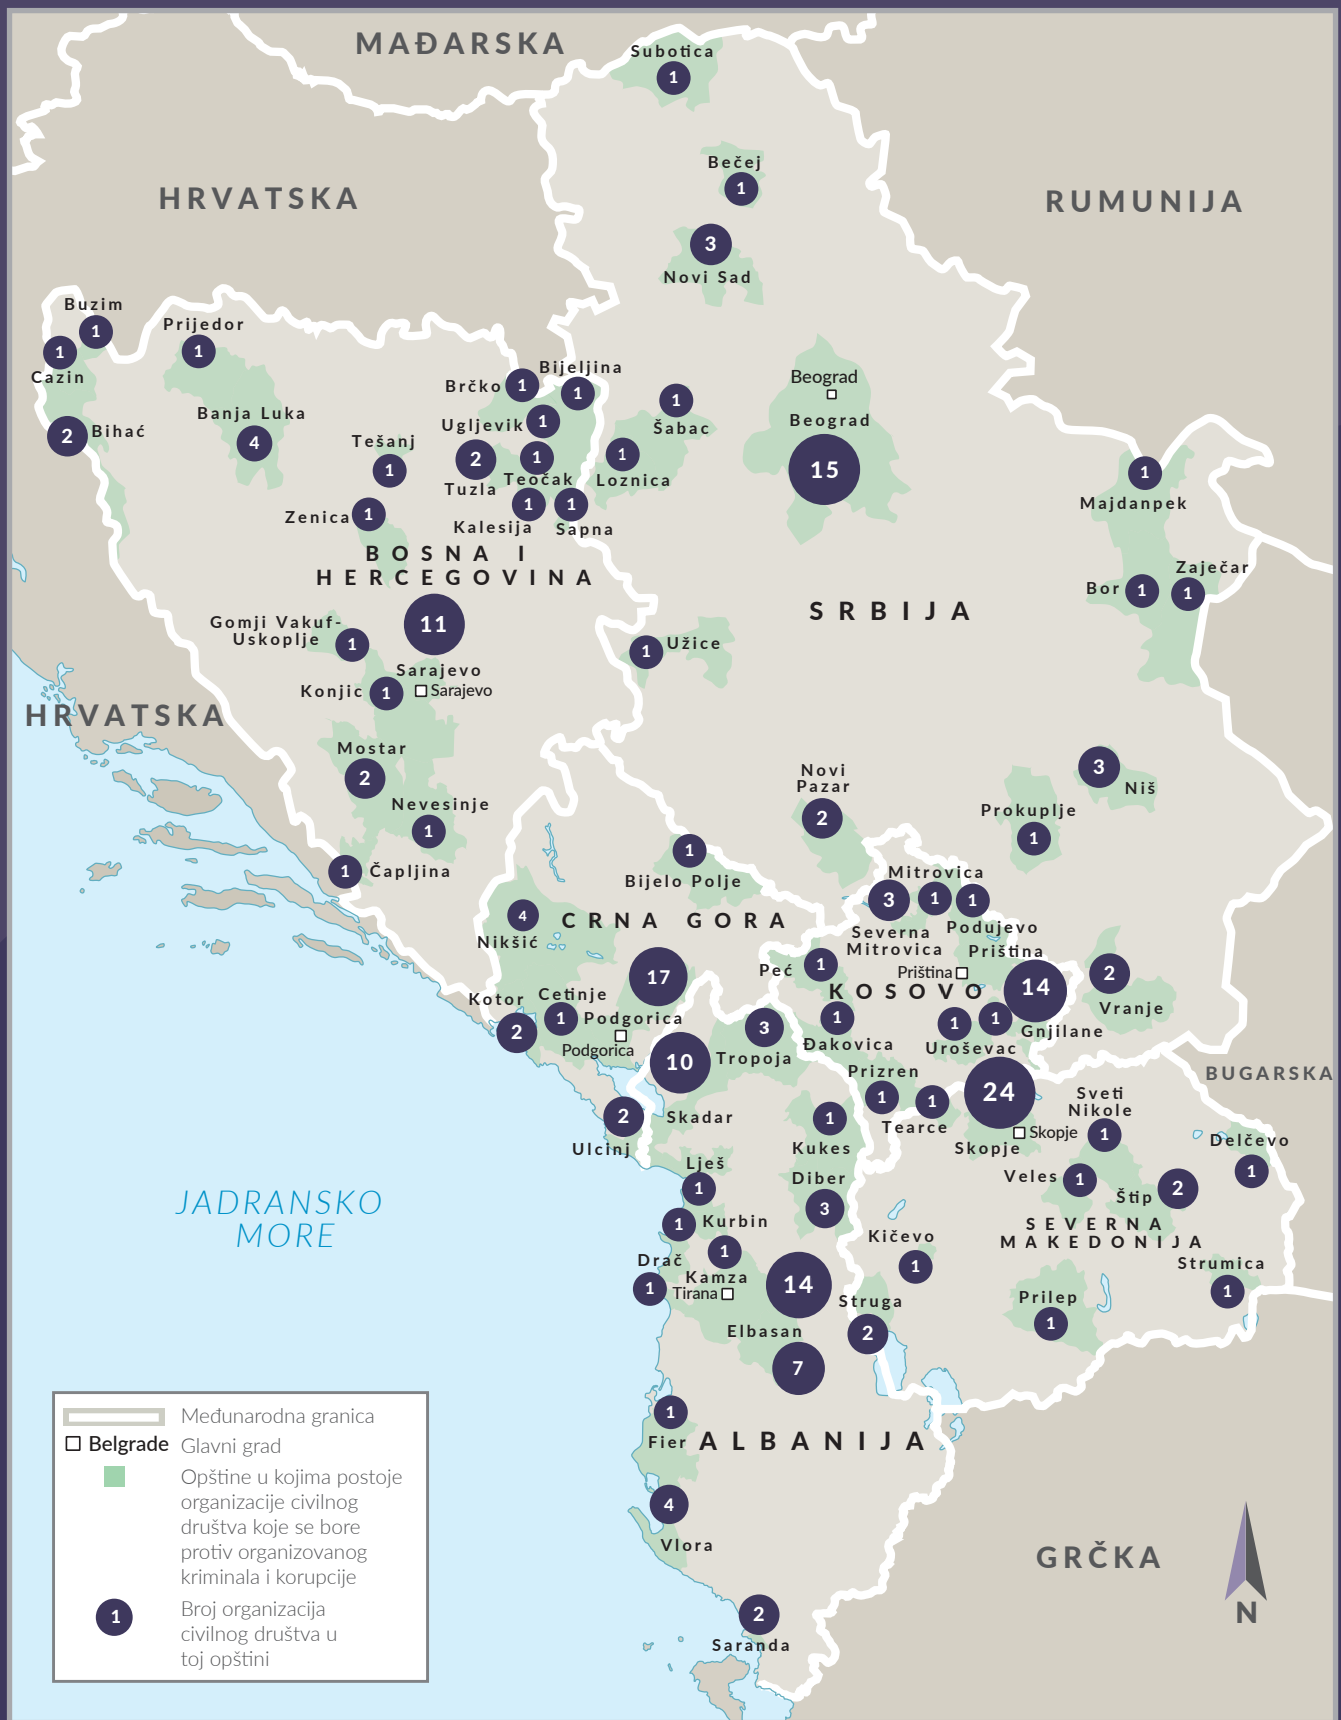 MAĐARSKA
Subotica
1
Bečej
1
HRVATSKA
RUMUNIJA
3
Novi Sad
Buzim
1
Prijedor
1
1
Cazin
Bijeljina
1
Brčko
1
Beograd
Beograd
15
1
Šabac
Banja Luka
4
2
Bihać
Ugljevik
1
Tešanj
1
2
Tuzla
1
Teočak
1
Loznica
1
Majdanpek
Zenica
1
1
Kalesija
1
Sapna
BOSNA I
HERCEGOVINA
Zaječar
1
Bor
1
SRBIJA
11
Sarajevo
Sarajevo
Gomji Vakuf-
Uskoplje
1
1
Užice
Konjic
1
HRVATSKA
Mostar
2
Nevesinje
1
3
Niš
Novi
Pazar
2
Prokuplje
1
1
Čapljina
1
Bijelo Polje
Mitrovica
3
1
1
Severna
Mitrovica
Podujevo
4
Nikšić
CRNA GORA
Priština
Priština
14
Peć
1
17
2
Vranje
KOSOVO
Kotor
2
Cetinje
1
Podgorica
Podgorica
3
Tropoja
1
Đakovica
1
1
Gnjilane
Uroševac
10
Skadar
Prizren
1
24
Skopje
Skopje
BUGARSKA
1
Tearce
Sveti
Nikole
1
2
Ulcinj
1
Kukes
Delčevo
1
Lješ
1
Diber
3
Veles
1
Štip
2
JADRANSKO
MORE
1
Kurbin
SEVERNA
MAKEDONIJA
Kičevo
1
1
Kamza
Drač
1
Tirana
14
Strumica
1
Struga
2
Prilep
1
Elbasan
7
1
Fier
ALBANIJA
4
Vlora
GRČKA
2
Saranda
N
Međunarodna granica
Belgrade
Glavni grad
Opštine u kojima postoje
organizacije civilnog
društva koje se bore
protiv organizovanog
kriminala i korupcije
1
Broj organizacija
civilnog društva u
toj opštini